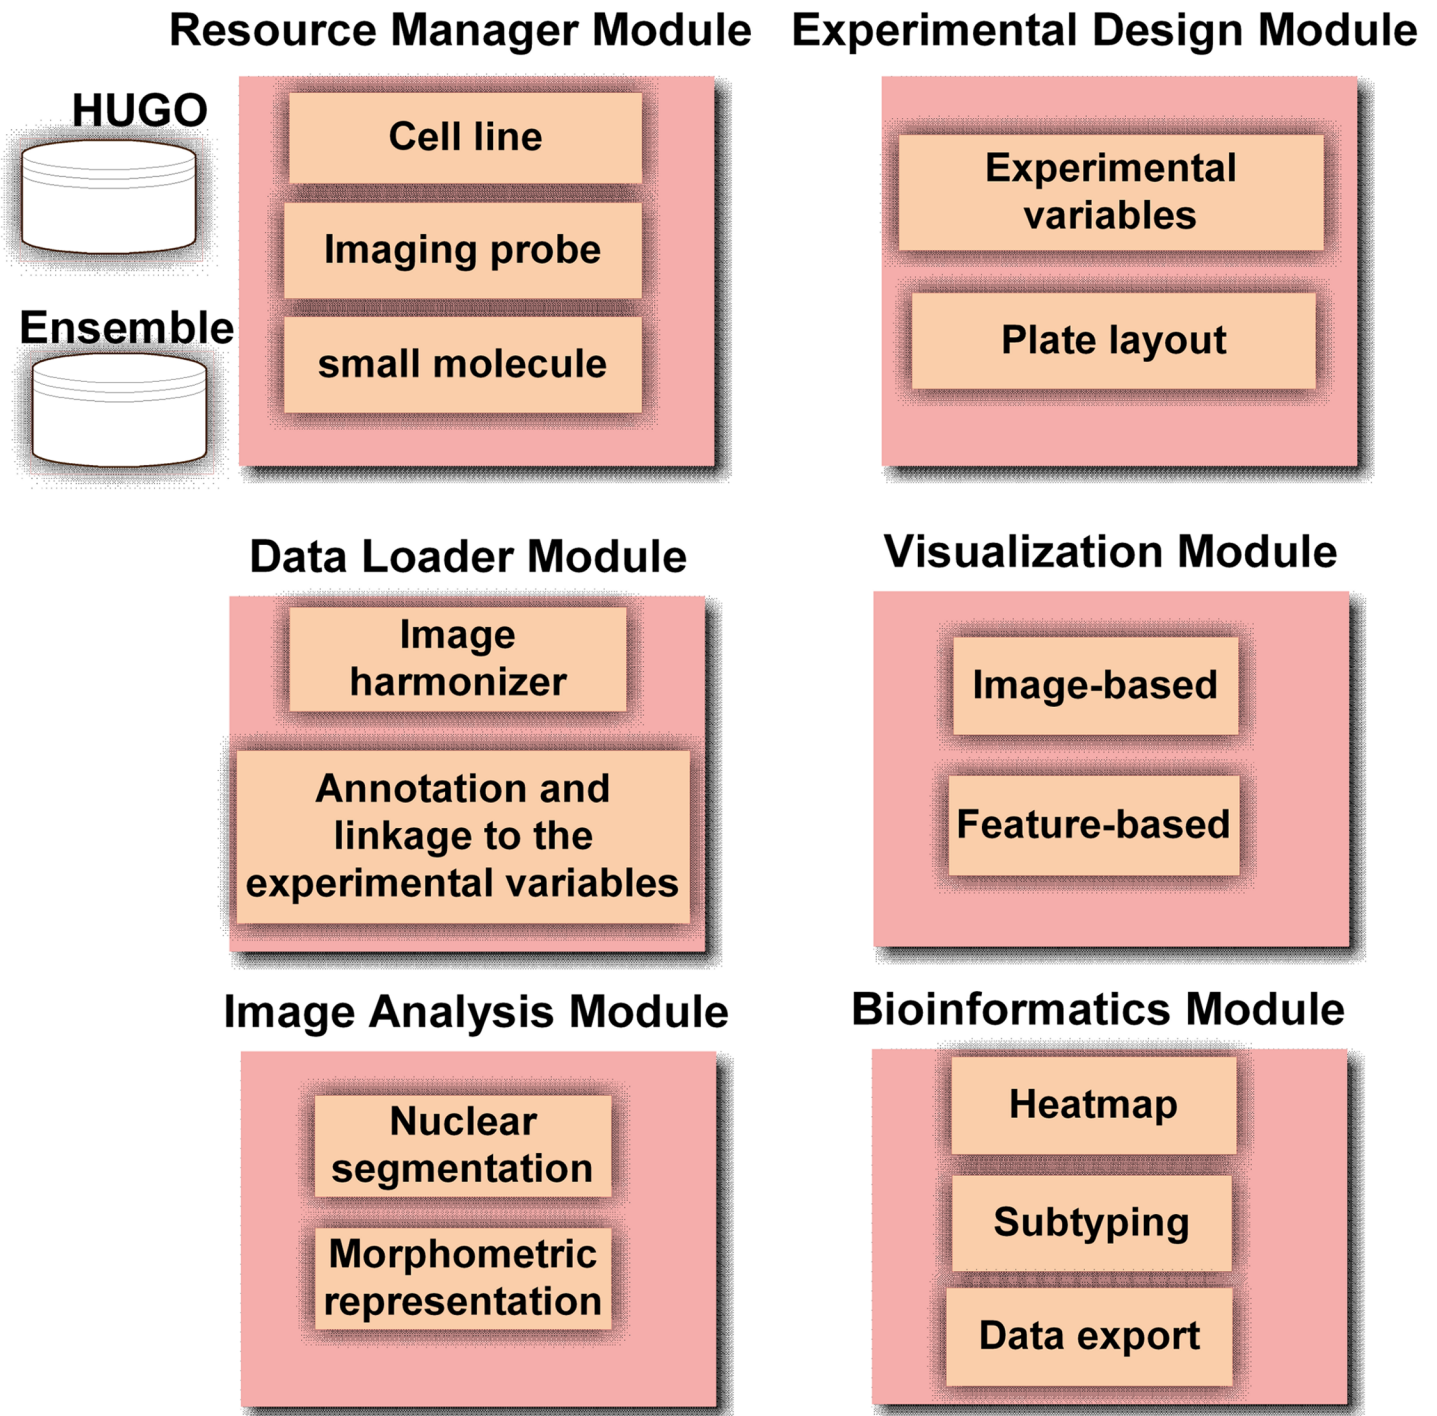 Resource Manager Module
HUGO
Cell line
Imaging probe
Ensemble
small molecule
Experimental Design Module
Experimental
variables
Plate layout
Data Loader Module
Image
harmonizer
Annotation and
linkage to the
experimental variables
Visualization Module
Image-based
Feature-based
Image Analysis Module
Nuclear
segmentation
Morphometric
representation
Bioinformatics Module
Heatmap
Subtyping
Data export